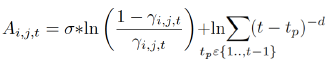 A_{i,j,t} = σ∗ln ( (1 − γ_{i,j,t}) / γ_{i,j,t} ) + ln ∑_{t_p ε{1..,t−1}} (t − t_p)^{−d}